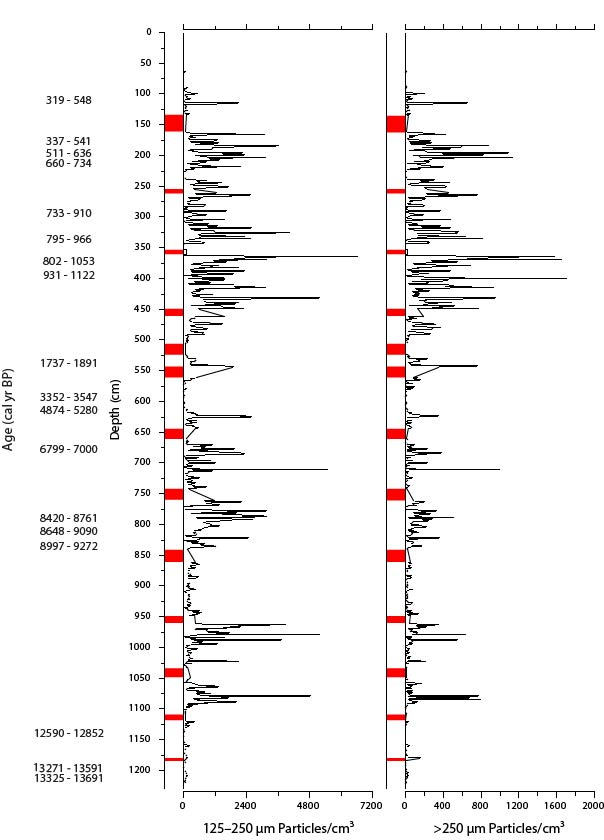 0
50
100
150
200
250
300
350
400
450
500
550
600
650
700
750
800
850
900
950
1000
1050
1100
1150
1200
319 - 548
337 - 541
511 - 636
660 - 734
733 - 910
795 - 966
802 - 1053
931 - 1122
1737 - 1891
3352 - 3547
4874 - 5280
6799 - 7000
8420 - 8761
8648 - 9090
8997 - 9272
12590 - 12852
13271 - 13591
13325 - 13691
Age (cal yr BP)
Depth (cm)
0 2400 4800 7200
0 400 800 1200 1600 2000
125–250 µm Particles/cm³
>250 µm Particles/cm³